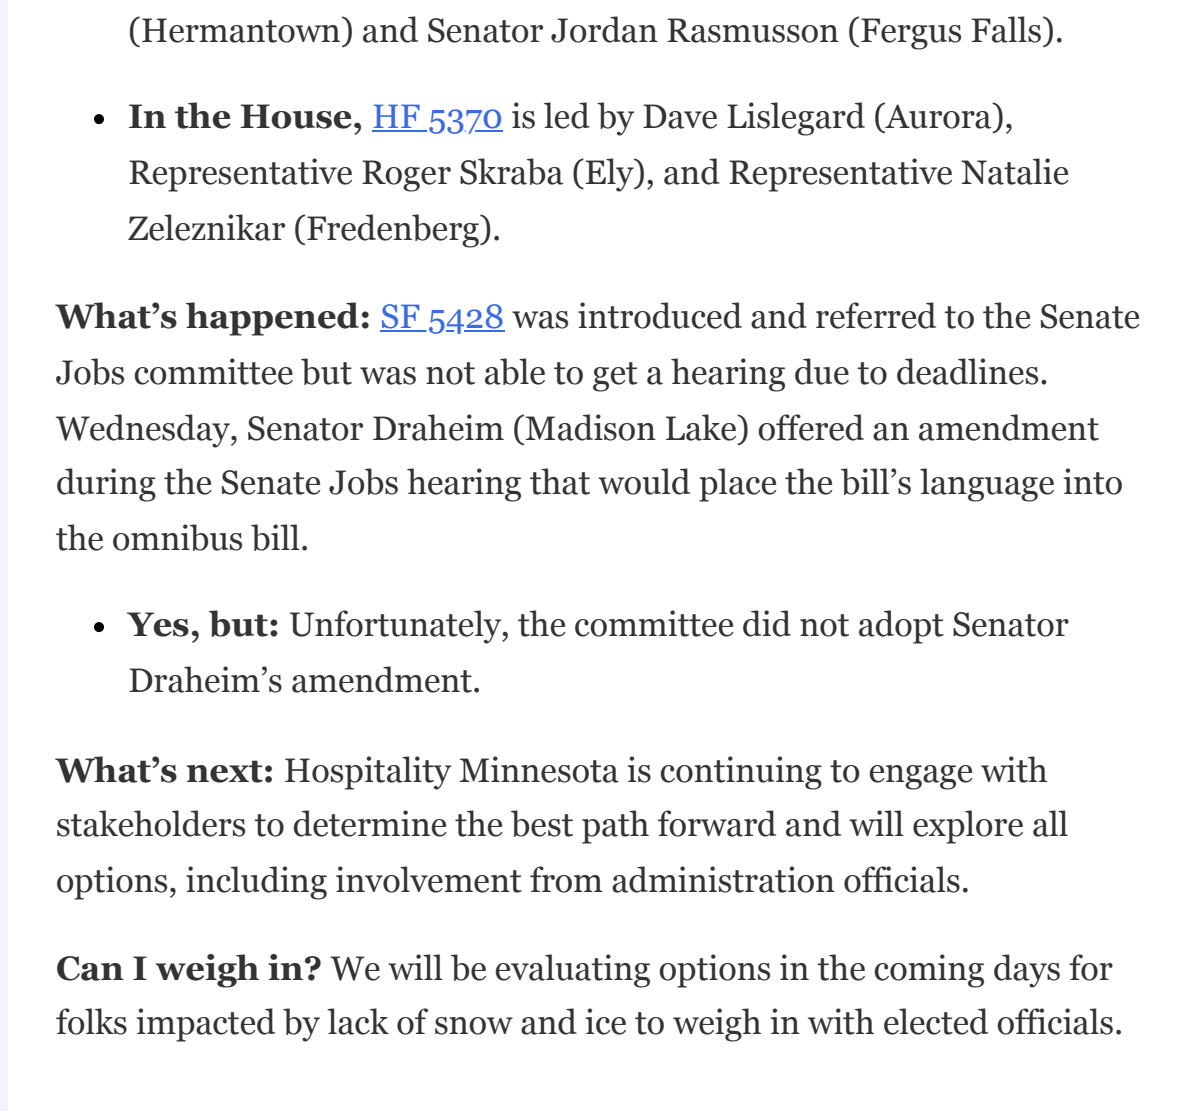 (Hermantown) and Senator Jordan Rasmusson (Fergus Falls).
• In the House, HF 5370 is led by Dave Lislegard (Aurora),
Representative Roger Skraba (Ely), and Representative Natalie
Zeleznikar (Fredenberg).
What’s happened: SF 5428 was introduced and referred to the Senate
Jobs committee but was not able to get a hearing due to deadlines.
Wednesday, Senator Draheim (Madison Lake) offered an amendment
during the Senate Jobs hearing that would place the bill’s language into
the omnibus bill.
• Yes, but: Unfortunately, the committee did not adopt Senator
Draheim’s amendment.
What’s next: Hospitality Minnesota is continuing to engage with
stakeholders to determine the best path forward and will explore all
options, including involvement from administration officials.
Can I weigh in? We will be evaluating options in the coming days for
folks impacted by lack of snow and ice to weigh in with elected officials.